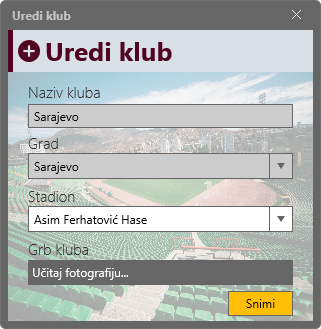 Uredi klub
Uredi klub
Naziv kluba
Sarajevo
Grad
Sarajevo
Stadion
Asim Ferhatović Hase
Grb kluba
Učitaj fotografiju...
Snimi